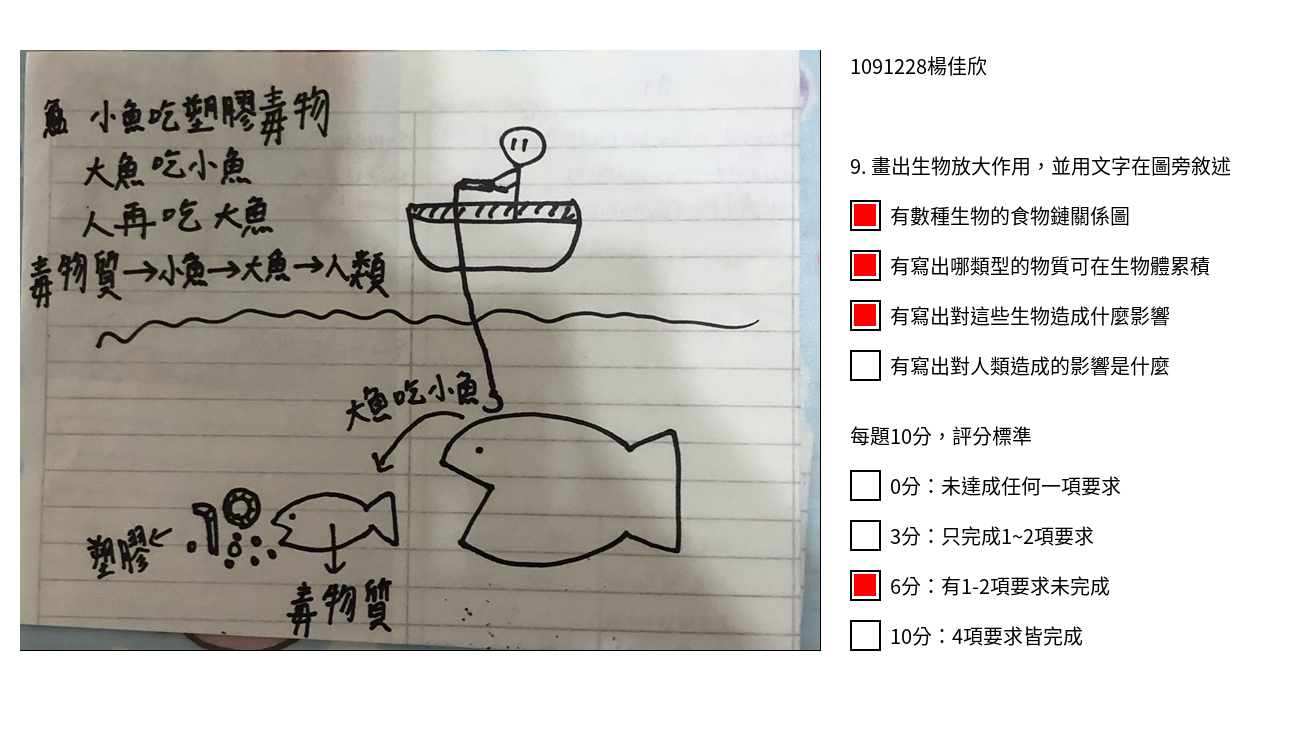 小魚吃塑膠毒物
大魚吃小魚
人再吃大魚
毒物質→小魚→大魚→人類
大魚吃小魚
塑膠
毒物質
1091228楊佳欣
9. 畫出生物放大作用，並用文字在圖旁敘述
有數種生物的食物鏈關係圖
有寫出哪類型的物質可在生物體累積
有寫出對這些生物造成什麼影響
有寫出對人類造成的影響是什麼
每題10分，評分標準
0分：未達成任何一項要求
3分：只完成1~2項要求
6分：有1-2項要求未完成
10分：4項要求皆完成